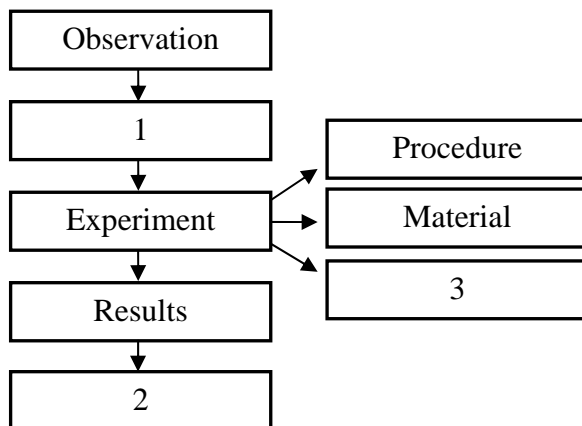 Observation
1
Experiment
Results
2
Procedure
Material
3